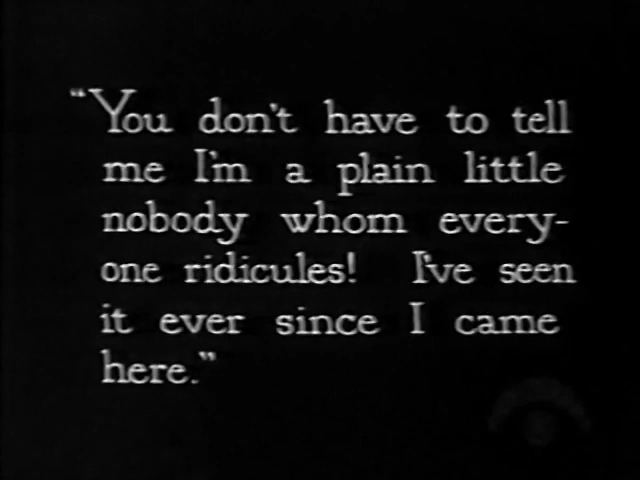 “You don't have to tell
me I'm a plain little
nobody whom every-
one ridicules! I've seen
it ever since I came
here.”